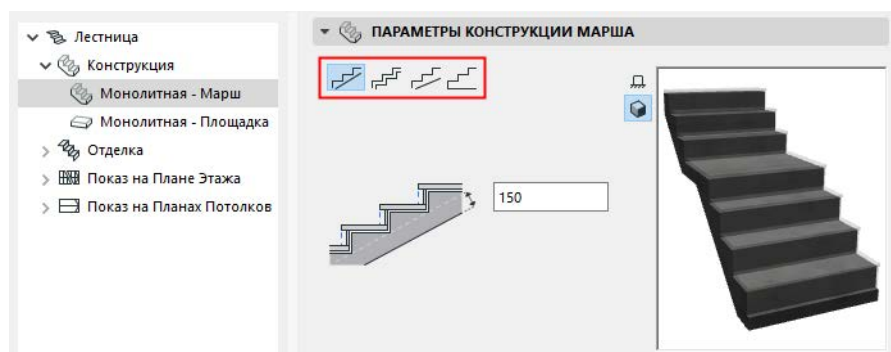 Лестница
Конструкция
Монолитная - Марш
Монолитная - Площадка
Отделка
Показ на Плане Этажа
Показ на Планах Потолков
ПАРАМЕТРЫ КОНСТРУКЦИИ МАРША
150